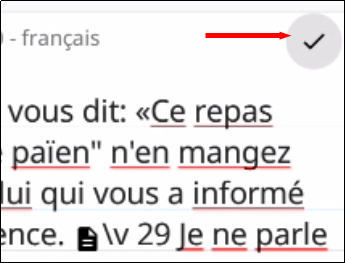 - français
vous dit: «Ce repas
païen" n'en mangez
lui qui vous a informé
ence. \v 29 Je ne parle